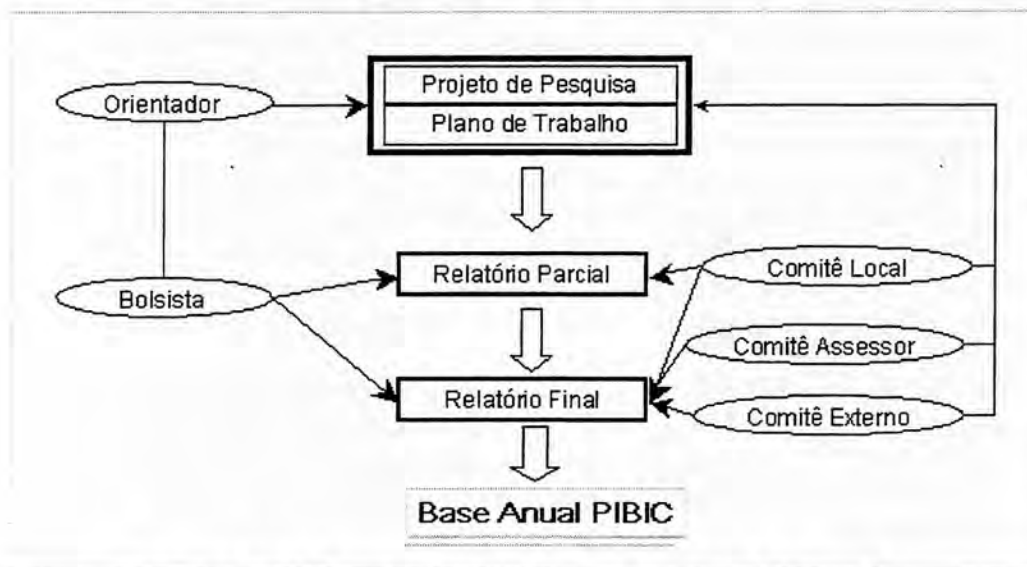 Projeto de Pesquisa
Orientador
Plano de Trabalho
Relatório Parcial
Comitê Local
Bolsista
Comitê Assessor
Relatório Final
Comitê Externo
Base Anual PIBIC